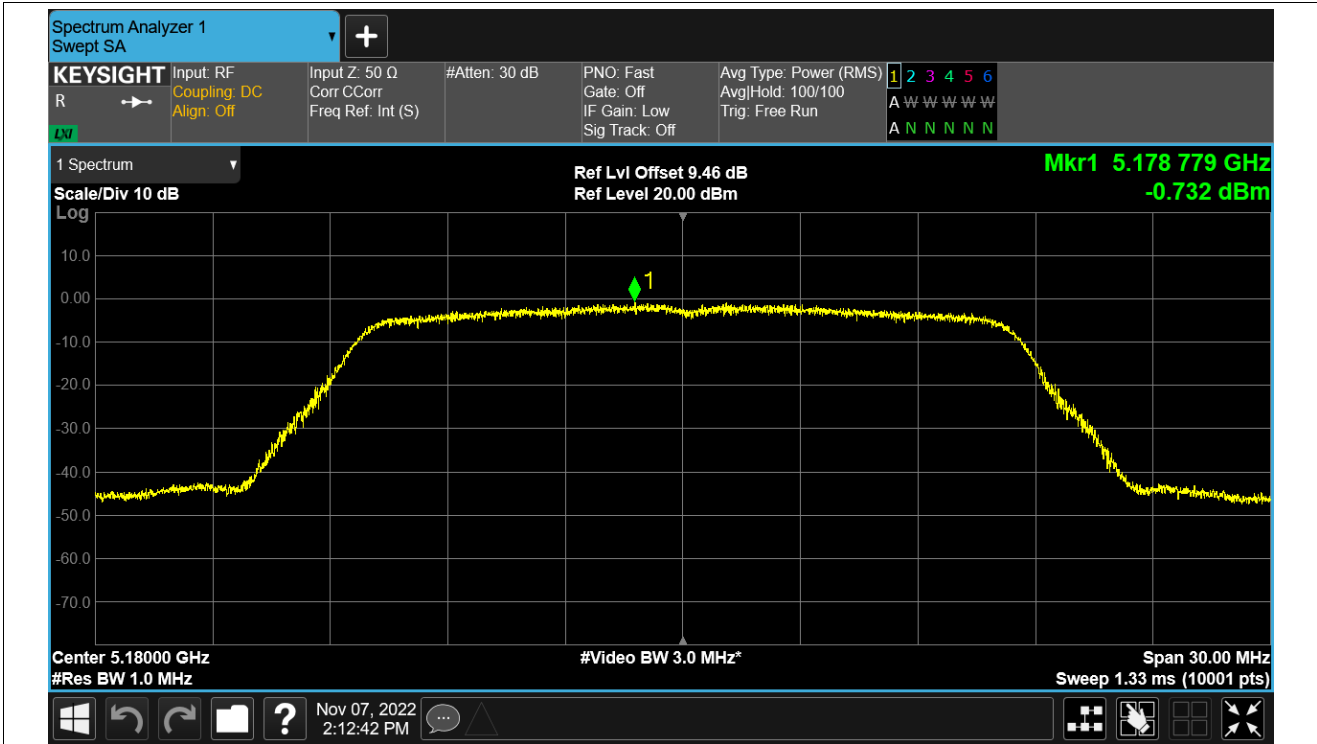 Spectrum Analyzer 1
Swept SA
KEYSIGHT
R
LXI
Input: RF
Coupling: DC
Align: Off
Input Z: 50 Ω
Corr CCorr
Freq Ref: Int (S)
#Atten: 30 dB
PNO: Fast
Gate: Off
IF Gain: Low
Sig Track: Off
Avg Type: Power (RMS)
Avg|Hold: 100/100
Trig: Free Run
1 2 3 4 5 6
A W W W W W
A N N N N N
1 Spectrum
Scale/Div 10 dB
Ref Lvl Offset 9.46 dB
Ref Level 20.00 dBm
Mkr1 5.178 779 GHz
-0.732 dBm
Log
10.0
0.00
-10.0
-20.0
-30.0
-40.0
-50.0
-60.0
-70.0
1
Center 5.18000 GHz
#Res BW 1.0 MHz
#Video BW 3.0 MHz*
Span 30.00 MHz
Sweep 1.33 ms (10001 pts)
?
Nov 07, 2022
2:12:42 PM